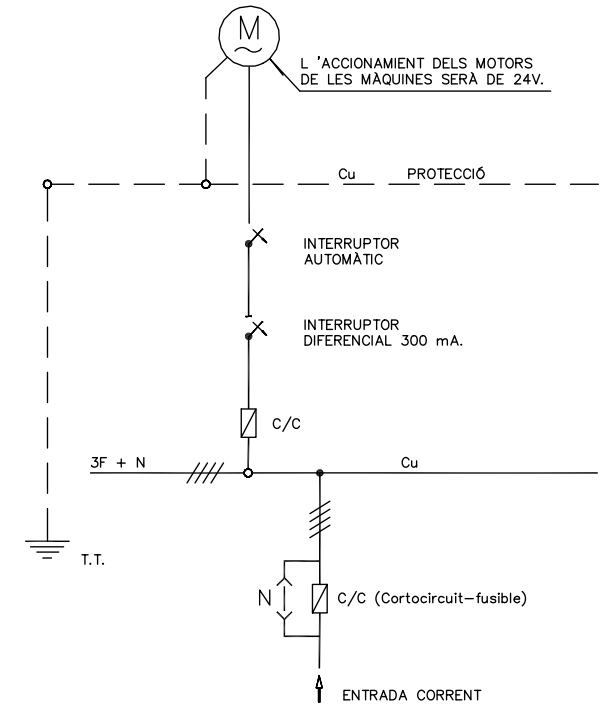 M
L 'ACCIONAMIENT DELS MOTORS
DE LES MÀQUINES SERÀ DE 24V.
Cu PROTECCIÓ
INTERRUPTOR
AUTOMÀTIC
INTERRUPTOR
DIFERENCIAL 300 mA.
C/C
3F + N Cu
T.T.
N C/C (Cortocircuit-fusible)
ENTRADA CORRENT